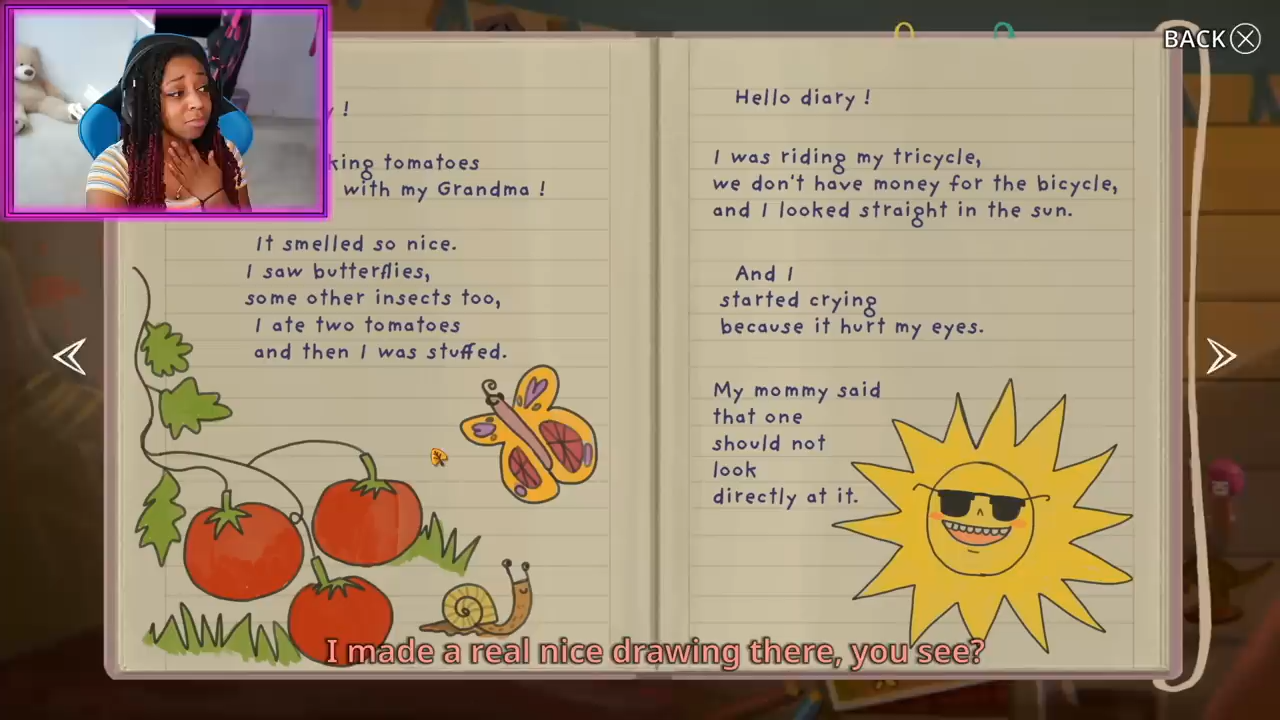 BACK
!
king tomatoes
with my Grandma !
It smelled so nice.
I saw butterflies,
some other insects too,
I ate two tomatoes
and then I was stuffed.
Hello diary !
I was riding my tricycle,
we don't have money for the bicycle,
and I looked straight in the sun.
And I
started crying
because it hurt my eyes.
My mommy said
that one
should not
look
directly at it.
I made a real nice drawing there, you see?